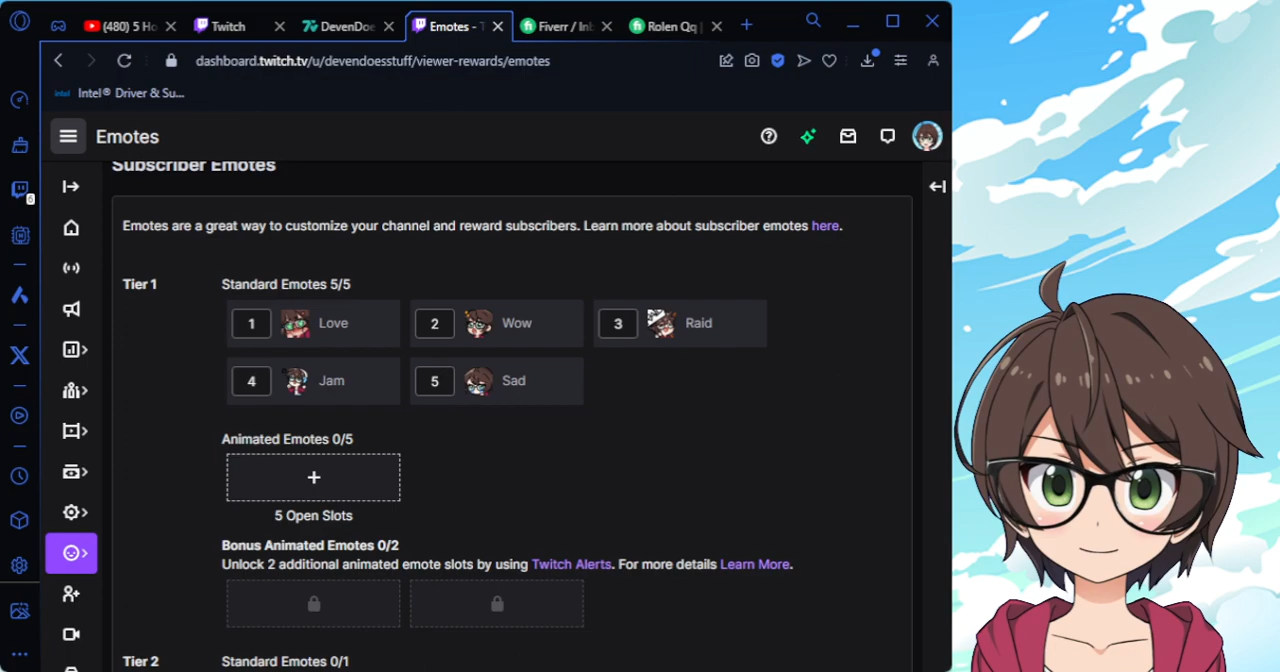 (480) 5 Ho
Twitch
DevenDoe
Emotes - T
Fiverr / Inb
Rolen Qq |
dashboard.twitch.tv/u/devendoesstuff/viewer-rewards/emotes
intel
Intel® Driver & Su...
Emotes
Subscriber Emotes
Emotes are a great way to customize your channel and reward subscribers. Learn more about subscriber emotes here.
Tier 1
Standard Emotes 5/5
1 Love
2 Wow
3 Raid
4 Jam
5 Sad
Animated Emotes 0/5
5 Open Slots
Bonus Animated Emotes 0/2
Unlock 2 additional animated emote slots by using Twitch Alerts. For more details Learn More.
Tier 2
Standard Emotes 0/1